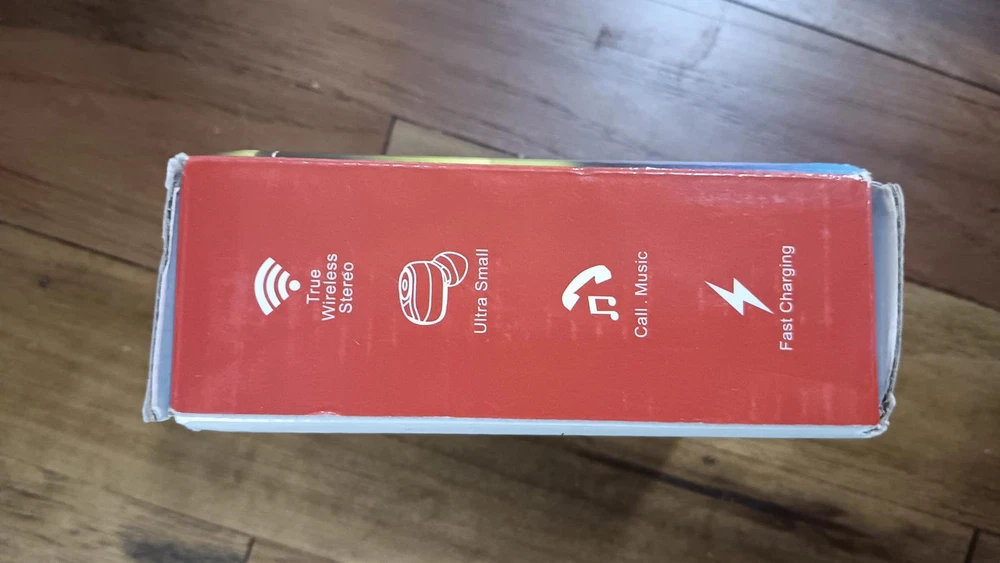 True
Wireless
Stereo
Ultra Small
Call . Music
Fast Charging